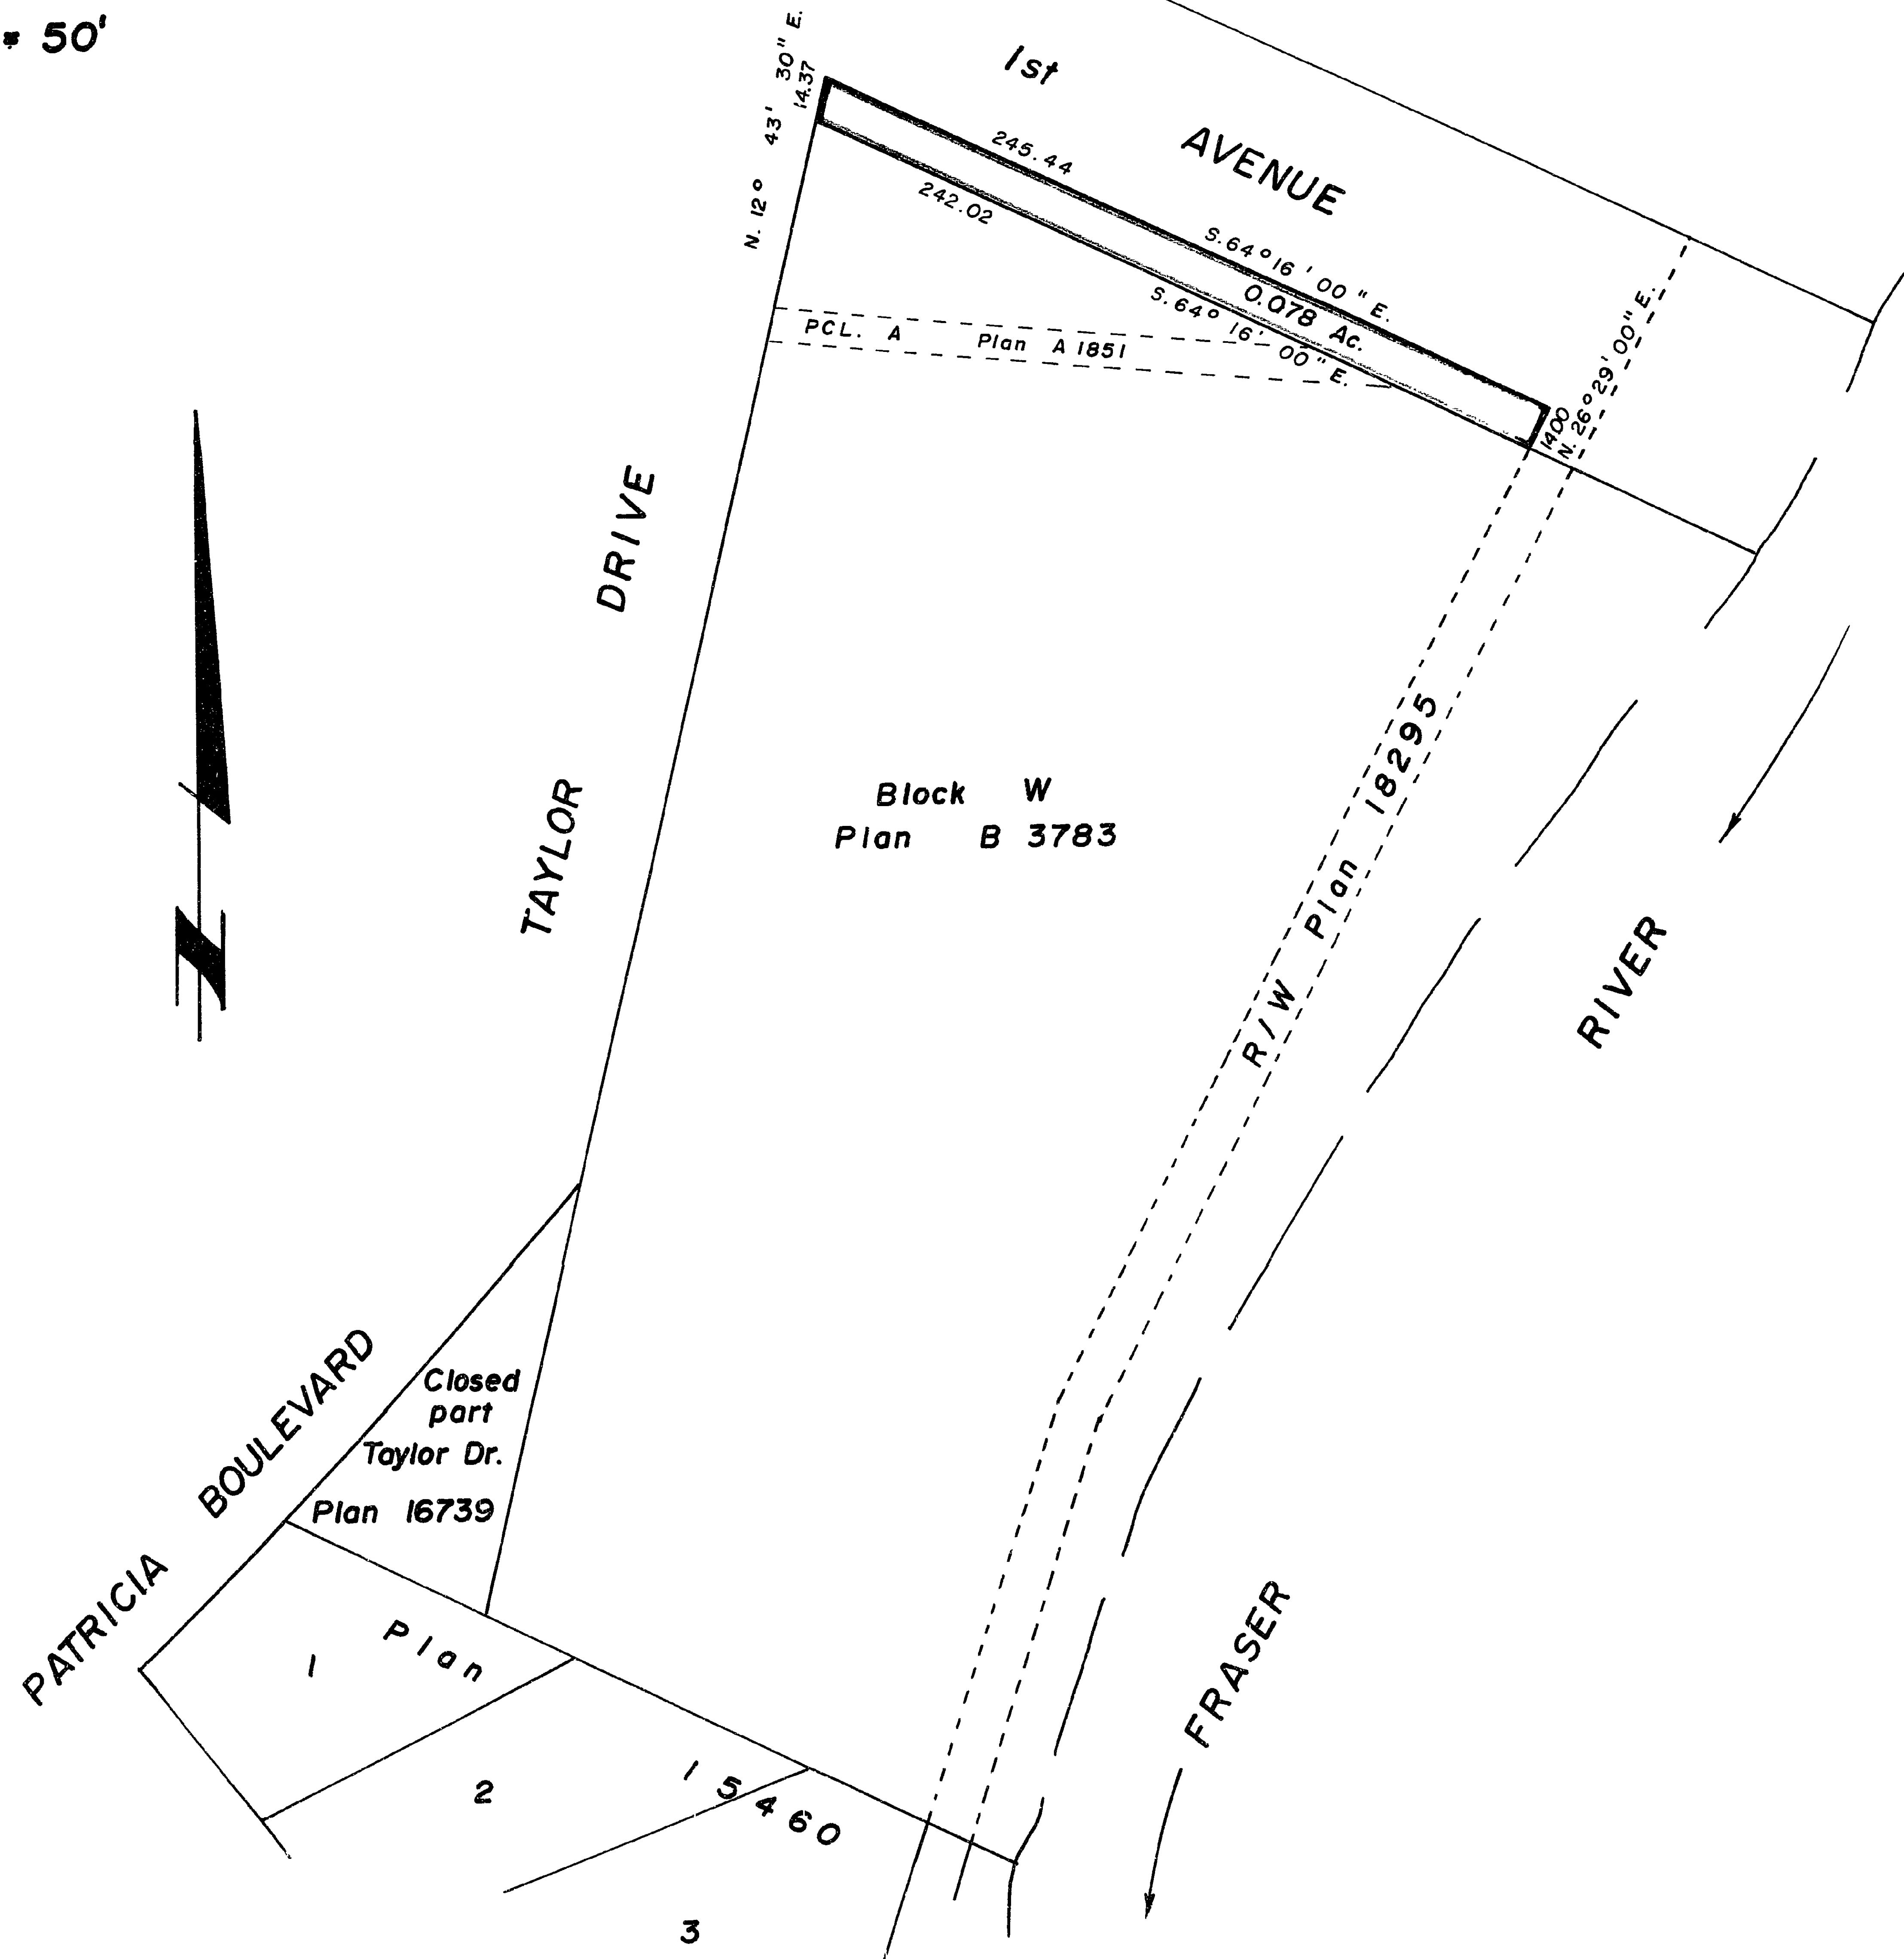 = 50'
1st
AVENUE
N. 12° 43' 30" E.
14.37
245.44
S. 64° 16' 00" E.
242.02
S. 64° 16' 00" E.
0.078 Ac.
14.00
N. 26° 29' 00" E.
PCL. A Plan A 1851
TAYLOR DRIVE
Block W
Plan B 3783
R/W Plan 18295
FRASER RIVER
N
Closed
part
Taylor Dr.
Plan 16739
PATRICIA BOULEVARD
1
Plan 15460
2
3